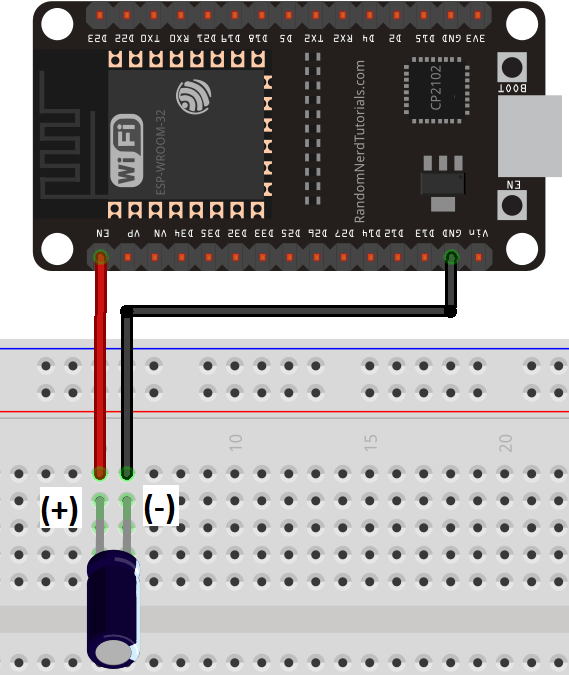 D23 D22 TX0 RX0 D21 D19 D18 D5 TX2 RX2 D4 D2 D15 GND 3V3
BOOT
CP2102
RandomNerdTutorials.com
WiFi
ESP-WROOM-32
EN
EN VP VN D34 D35 D32 D33 D25 D26 D27 D14 D12 D13 GND Vin
10 15 20
(+) (-)